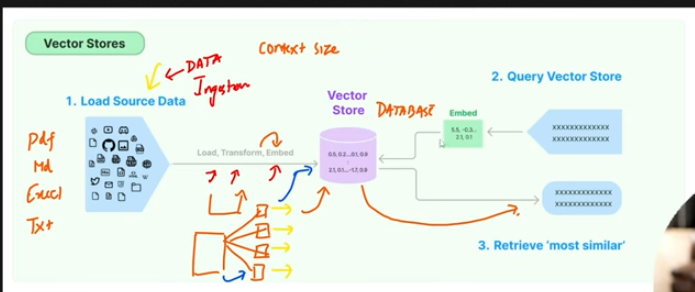 Vector Stores
context size
DATA
Ingestion
1. Load Source Data
pdf
Md
Excel
Txt
Load, Transform, Embed
Vector
Store
DATABASE
0.5, 0.2....0.1, 0.9
2.1, 0.1....-1.7, 0.9
2. Query Vector Store
Embed
5.5, -0.3...
2.1, 0.1
XXXXXXXXXXXXX
XXXXXXXXXXXXX
XXXXXXXXXXXXX
XXXXXXXXXXXXX
3. Retrieve 'most similar'